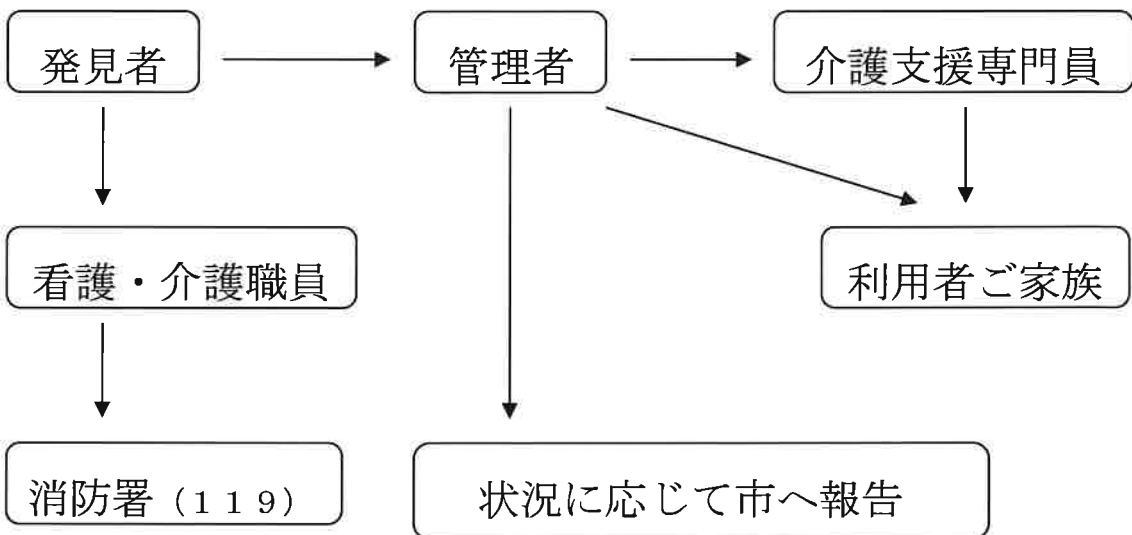 発見者
管理者
介護支援専門員
看護・介護職員
利用者ご家族
消防署（１１９）
状況に応じて市へ報告